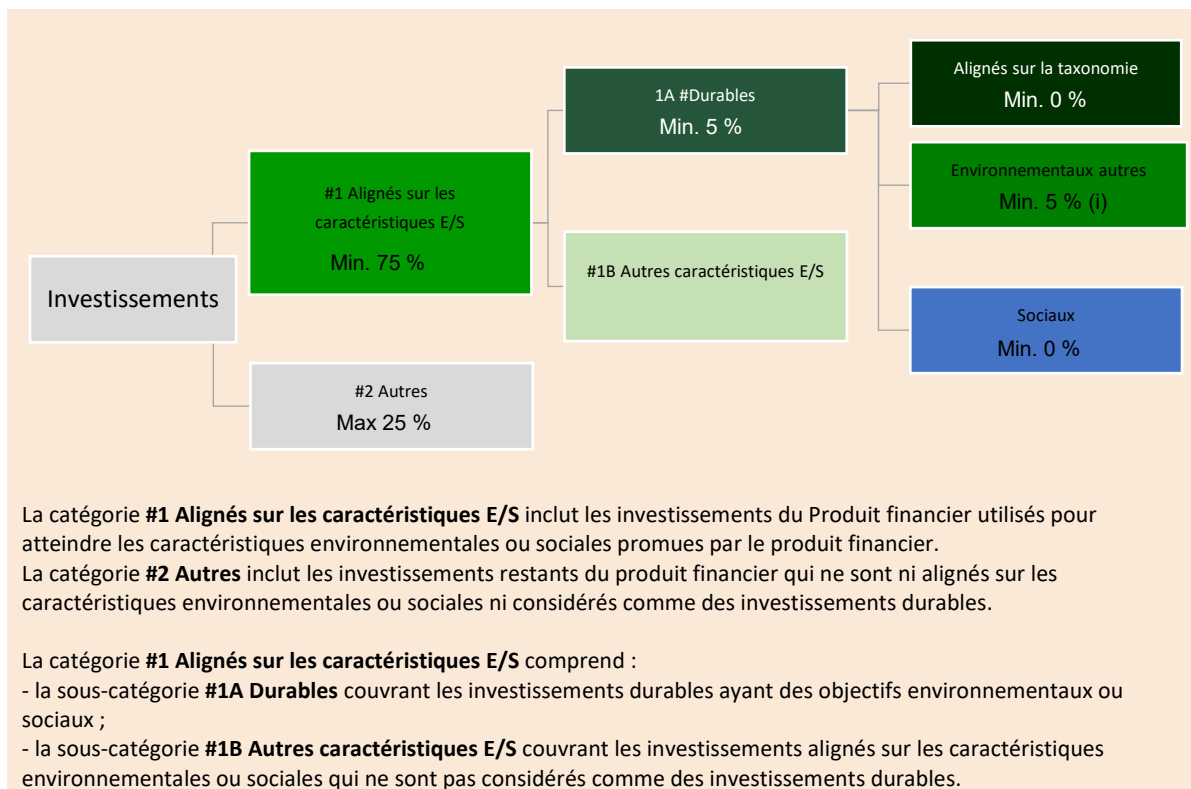 Investissements
#1 Alignés sur les
caractéristiques E/S
Min. 75 %
#2 Autres
Max 25 %
1A #Durables
Min. 5 %
#1B Autres caractéristiques E/S
Alignés sur la taxonomie
Min. 0 %
Environnementaux autres
Min. 5 % (i)
Sociaux
Min. 0 %
La catégorie #1 Alignés sur les caractéristiques E/S inclut les investissements du Produit financier utilisés pour
atteindre les caractéristiques environnementales ou sociales promues par le produit financier.
La catégorie #2 Autres inclut les investissements restants du produit financier qui ne sont ni alignés sur les
caractéristiques environnementales ou sociales ni considérés comme des investissements durables.
La catégorie #1 Alignés sur les caractéristiques E/S comprend :
- la sous-catégorie #1A Durables couvrant les investissements durables ayant des objectifs environnementaux ou
sociaux ;
- la sous-catégorie #1B Autres caractéristiques E/S couvrant les investissements alignés sur les caractéristiques
environnementales ou sociales qui ne sont pas considérés comme des investissements durables.